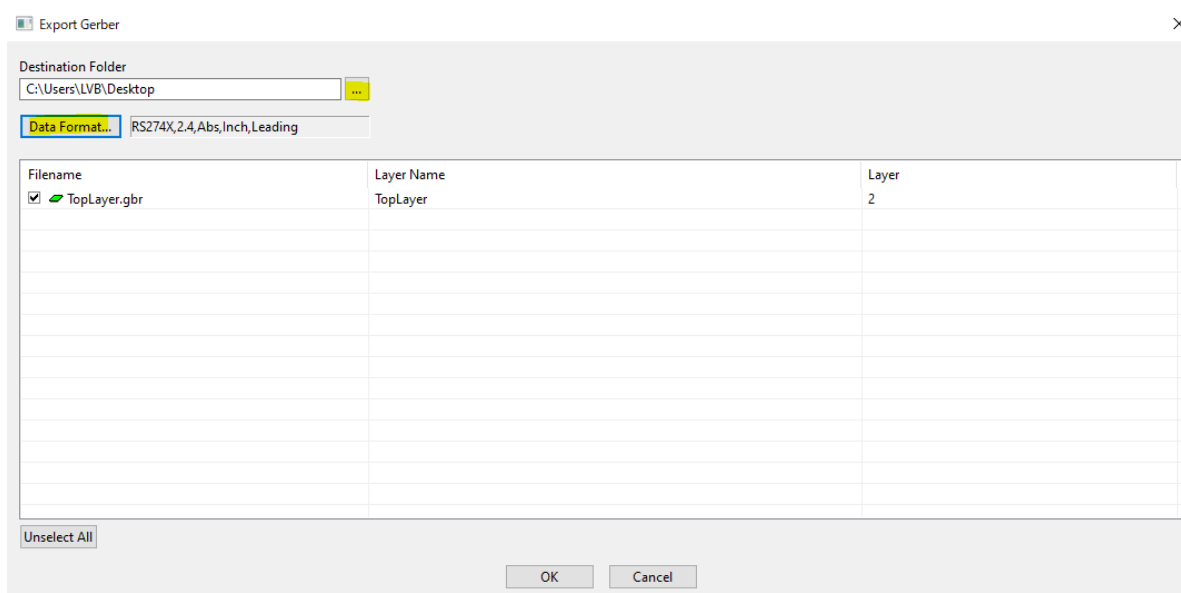 Export Gerber
Destination Folder
C:\Users\LVB\Desktop ...
Data Format... RS274X,2.4,Abs,Inch,Leading
Filename Layer Name Layer
TopLayer.gbr TopLayer 2
Unselect All
OK Cancel